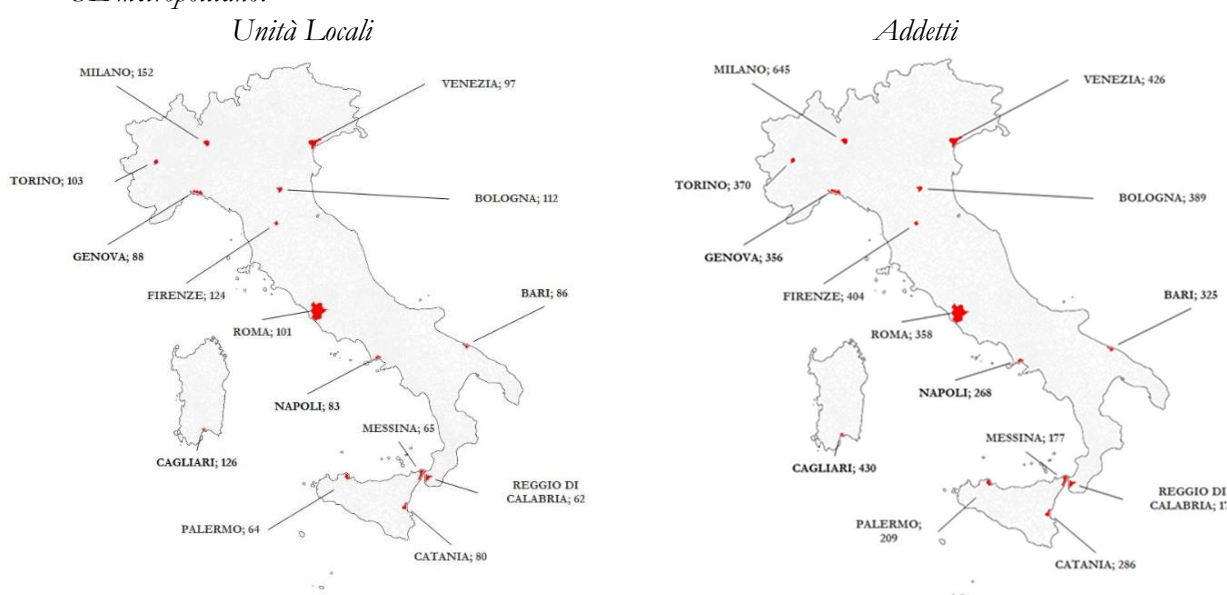 metropolitano.
Unità Locali
MILANO; 152
VENEZIA; 97
TORINO; 103
BOLOGNA; 112
GENOVA; 88
FIRENZE; 124
BARI; 86
ROMA; 101
NAPOLI; 83
MESSINA; 65
CAGLIARI; 126
REGGIO DI
CALABRIA; 62
PALERMO; 64
CATANIA; 80
Addetti
MILANO; 645
VENEZIA; 426
TORINO; 370
BOLOGNA; 389
GENOVA; 356
FIRENZE; 404
BARI; 325
ROMA; 358
NAPOLI; 268
MESSINA; 177
CAGLIARI; 430
REGGIO DI
CALABRIA;
PALERMO;
209
CATANIA; 286